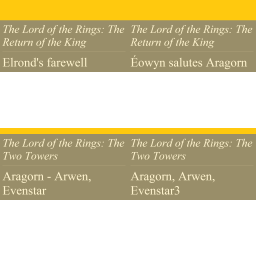 The Lord of the Rings: The
Return of the King
Elrond's farewell
The Lord of the Rings: The
Return of the King
Éowyn salutes Aragorn
The Lord of the Rings: The
Two Towers
Aragorn - Arwen,
Evenstar
The Lord of the Rings: The
Two Towers
Aragorn, Arwen,
Evenstar3